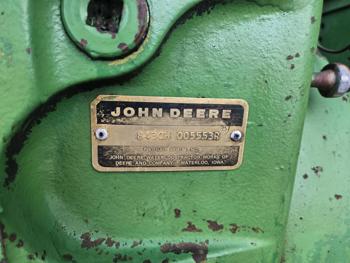 JOHN DEERE
005553R
JOHN DEERE WATERLOO TRACTOR WORKS OF
DEERE AND COMPANY WATERLOO, IOWA